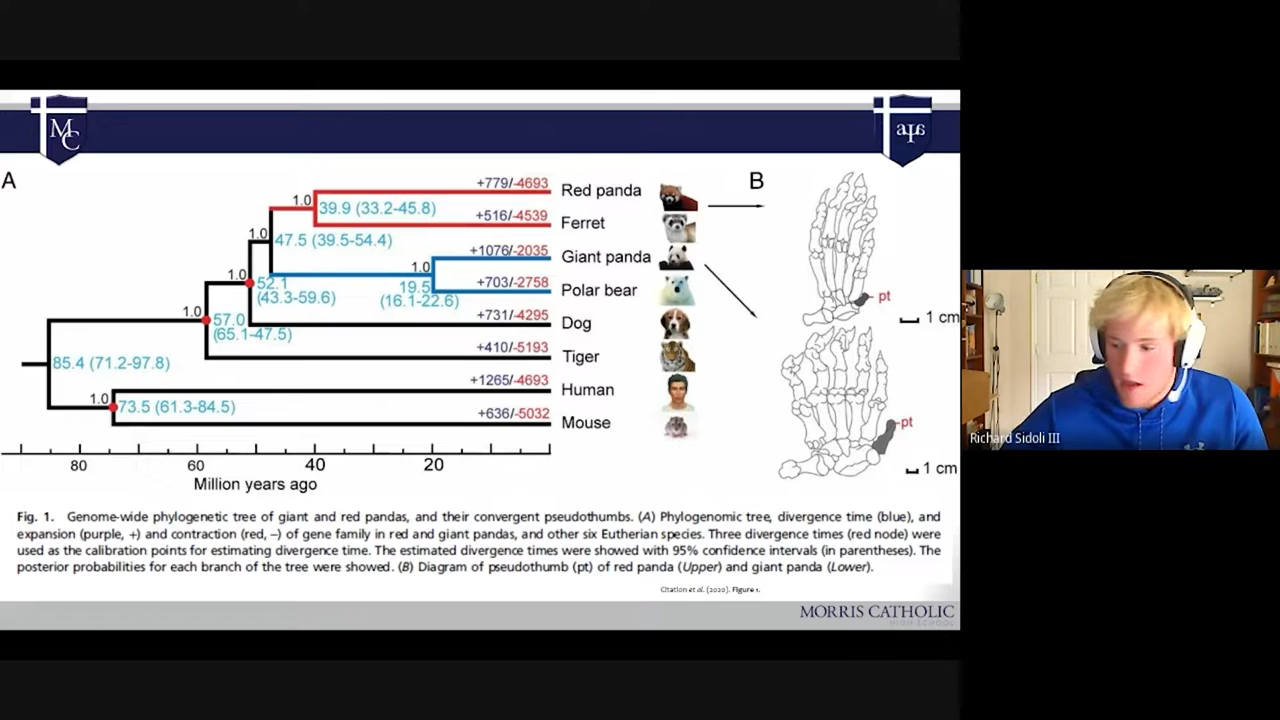 MC
A
B
+779/-4693
Red panda
1.0
39.9 (33.2-45.8)
+516/-4539
Ferret
1.0
47.5 (39.5-54.4)
+1076/-2035
Giant panda
1.0
1.0
52.1
(43.3-59.6)
19.5
(16.1-22.6)
+703/-2758
Polar bear
pt
1 cm
1.0
57.0
(65.1-47.5)
+731/-4295
Dog
+410/-5193
Tiger
85.4 (71.2-97.8)
+1265/-4693
Human
1.0
73.5 (61.3-84.5)
+636/-5032
Mouse
pt
1 cm
80 60 40 20
Million years ago
Richard Sidoli III
Fig. 1. Genome-wide phylogenetic tree of giant and red pandas, and their convergent pseudothumbs. (A) Phylogenomic tree, divergence time (blue), and
expansion (purple, +) and contraction (red, –) of gene family in red and giant pandas, and other six Eutherian species. Three divergence times (red node) were
used as the calibration points for estimating divergence time. The estimated divergence times were showed with 95% confidence intervals (in parentheses). The
posterior probabilities for each branch of the tree were showed. (B) Diagram of pseudothumb (pt) of red panda (Upper) and giant panda (Lower).
Citation et al. (2020). Figure 1.
MORRIS CATHOLIC
HIGH SCHOOL